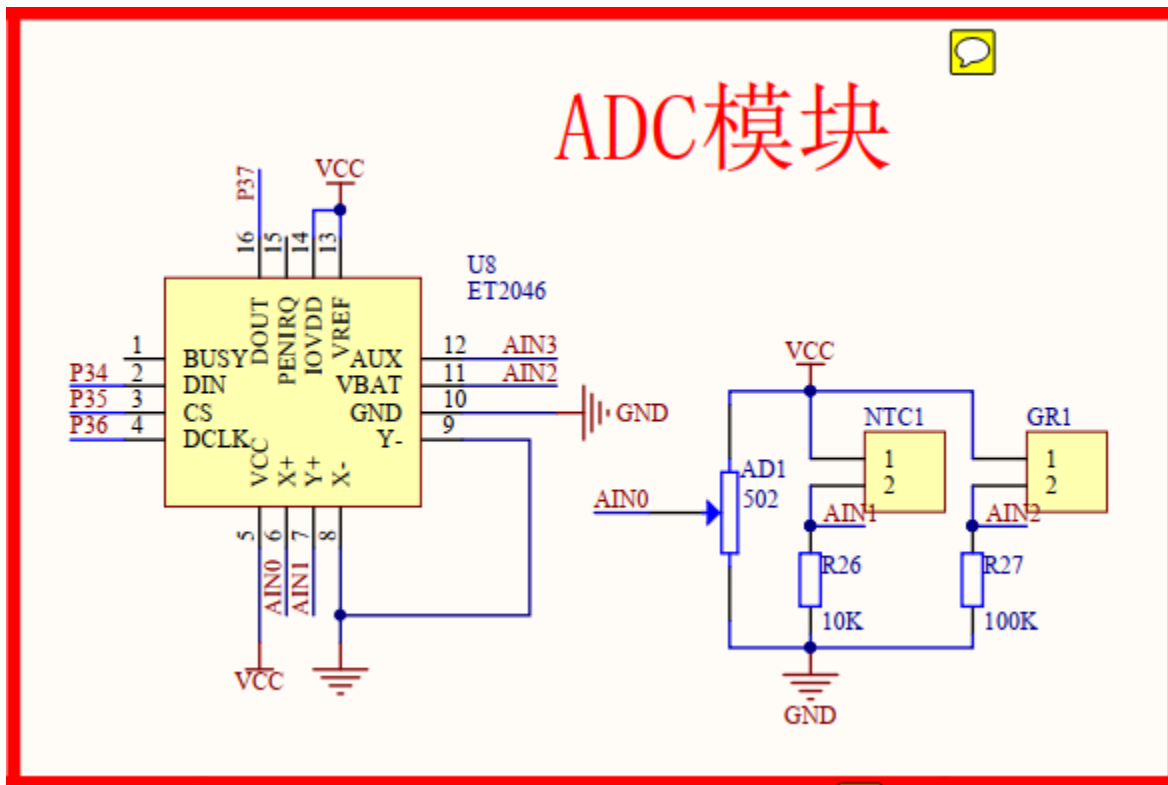 ADC模块
P37
VCC
16
15
14
13
U8
ET2046
DOUT
PENIRQ
IOVDD
VREF
1
BUSY
AUX
12
AIN3
P34
2
DIN
VBAT
11
AIN2
P35
3
CS
GND
10
GND
P36
4
DCLK
Y-
9
VCC
X+
Y+
X-
5
6
7
8
AIN0
AIN1
VCC
VCC
NTC1
GR1
1
2
1
2
AD1
502
AIN0
AIN1
AIN2
R26
10K
R27
100K
GND